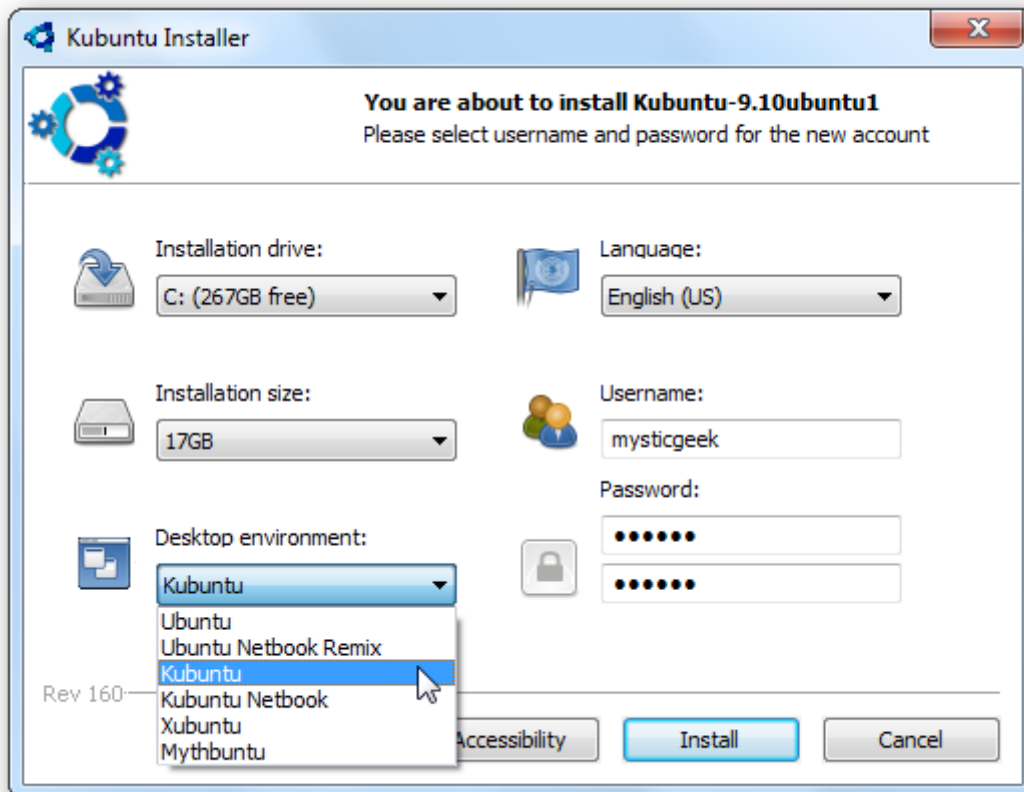 Kubuntu Installer
You are about to install Kubuntu-9.10ubuntu1
Please select username and password for the new account
Installation drive:
C: (267GB free)
Language:
English (US)
Installation size:
17GB
Username:
mysticgeek
Password:
••••••
••••••
Desktop environment:
Kubuntu
Ubuntu
Ubuntu Netbook Remix
Kubuntu
Kubuntu Netbook
Xubuntu
Mythbuntu
Rev 160
Accessibility
Install
Cancel